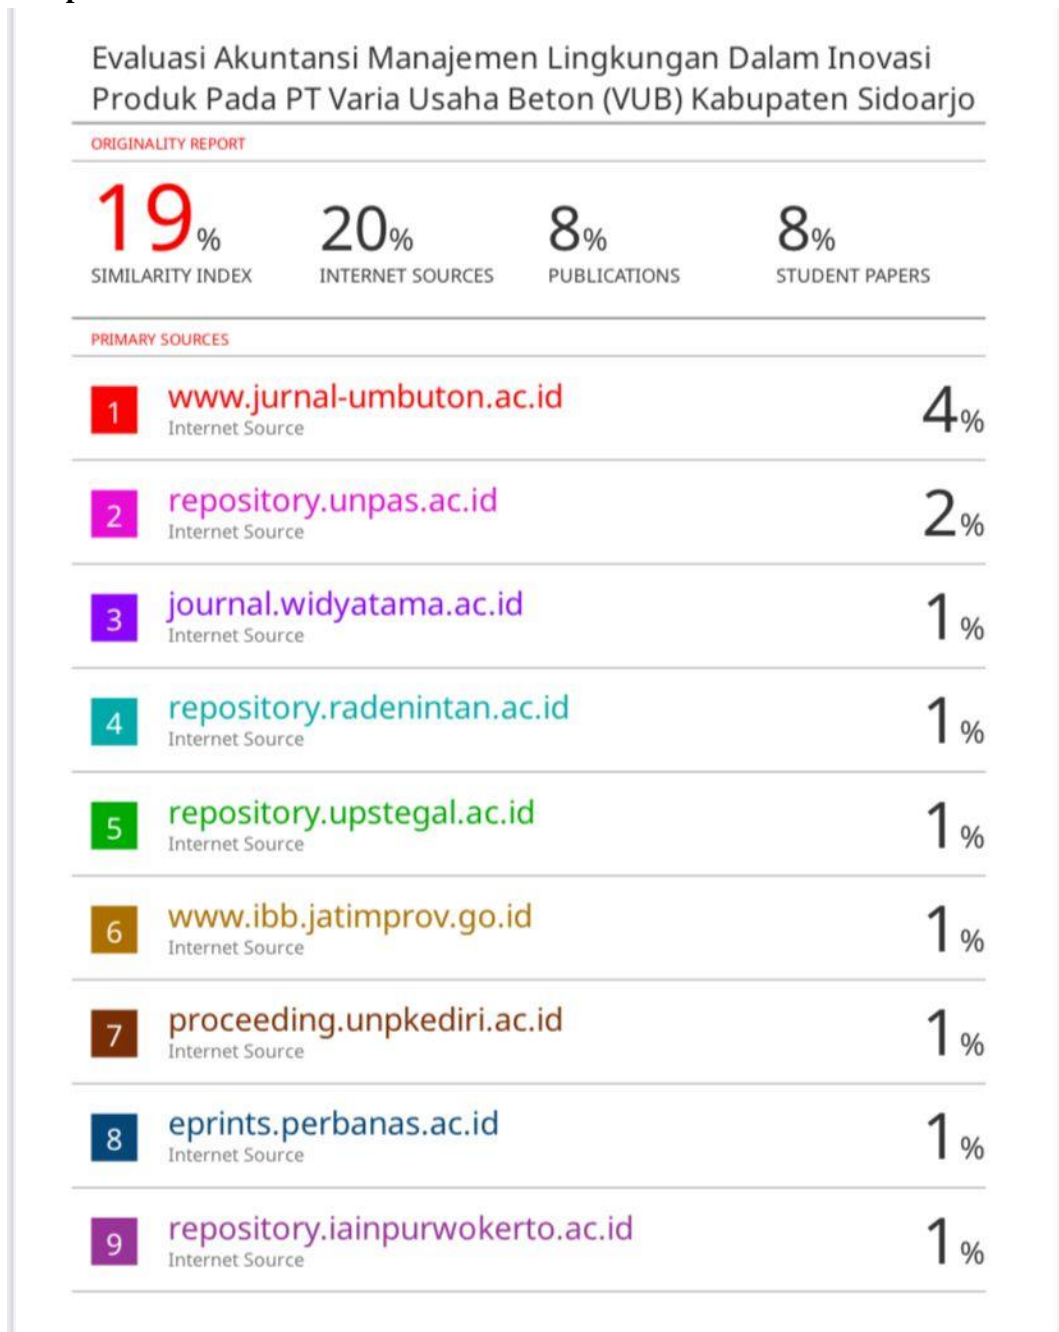 Evaluasi Akuntansi Manajemen Lingkungan Dalam Inovasi
Produk Pada PT Varia Usaha Beton (VUB) Kabupaten Sidoarjo
ORIGINALITY REPORT
19% 20% 8% 8%
SIMILARITY INDEX INTERNET SOURCES PUBLICATIONS STUDENT PAPERS
PRIMARY SOURCES
1 www.jurnal-umbuton.ac.id 4%
Internet Source
2 repository.unpas.ac.id 2%
Internet Source
3 journal.widyatama.ac.id 1%
Internet Source
4 repository.radenintan.ac.id 1%
Internet Source
5 repository.upstegal.ac.id 1%
Internet Source
6 www.ibb.jatimprov.go.id 1%
Internet Source
7 proceeding.unpkediri.ac.id 1%
Internet Source
8 eprints.perbanas.ac.id 1%
Internet Source
9 repository.iainpurwokerto.ac.id 1%
Internet Source